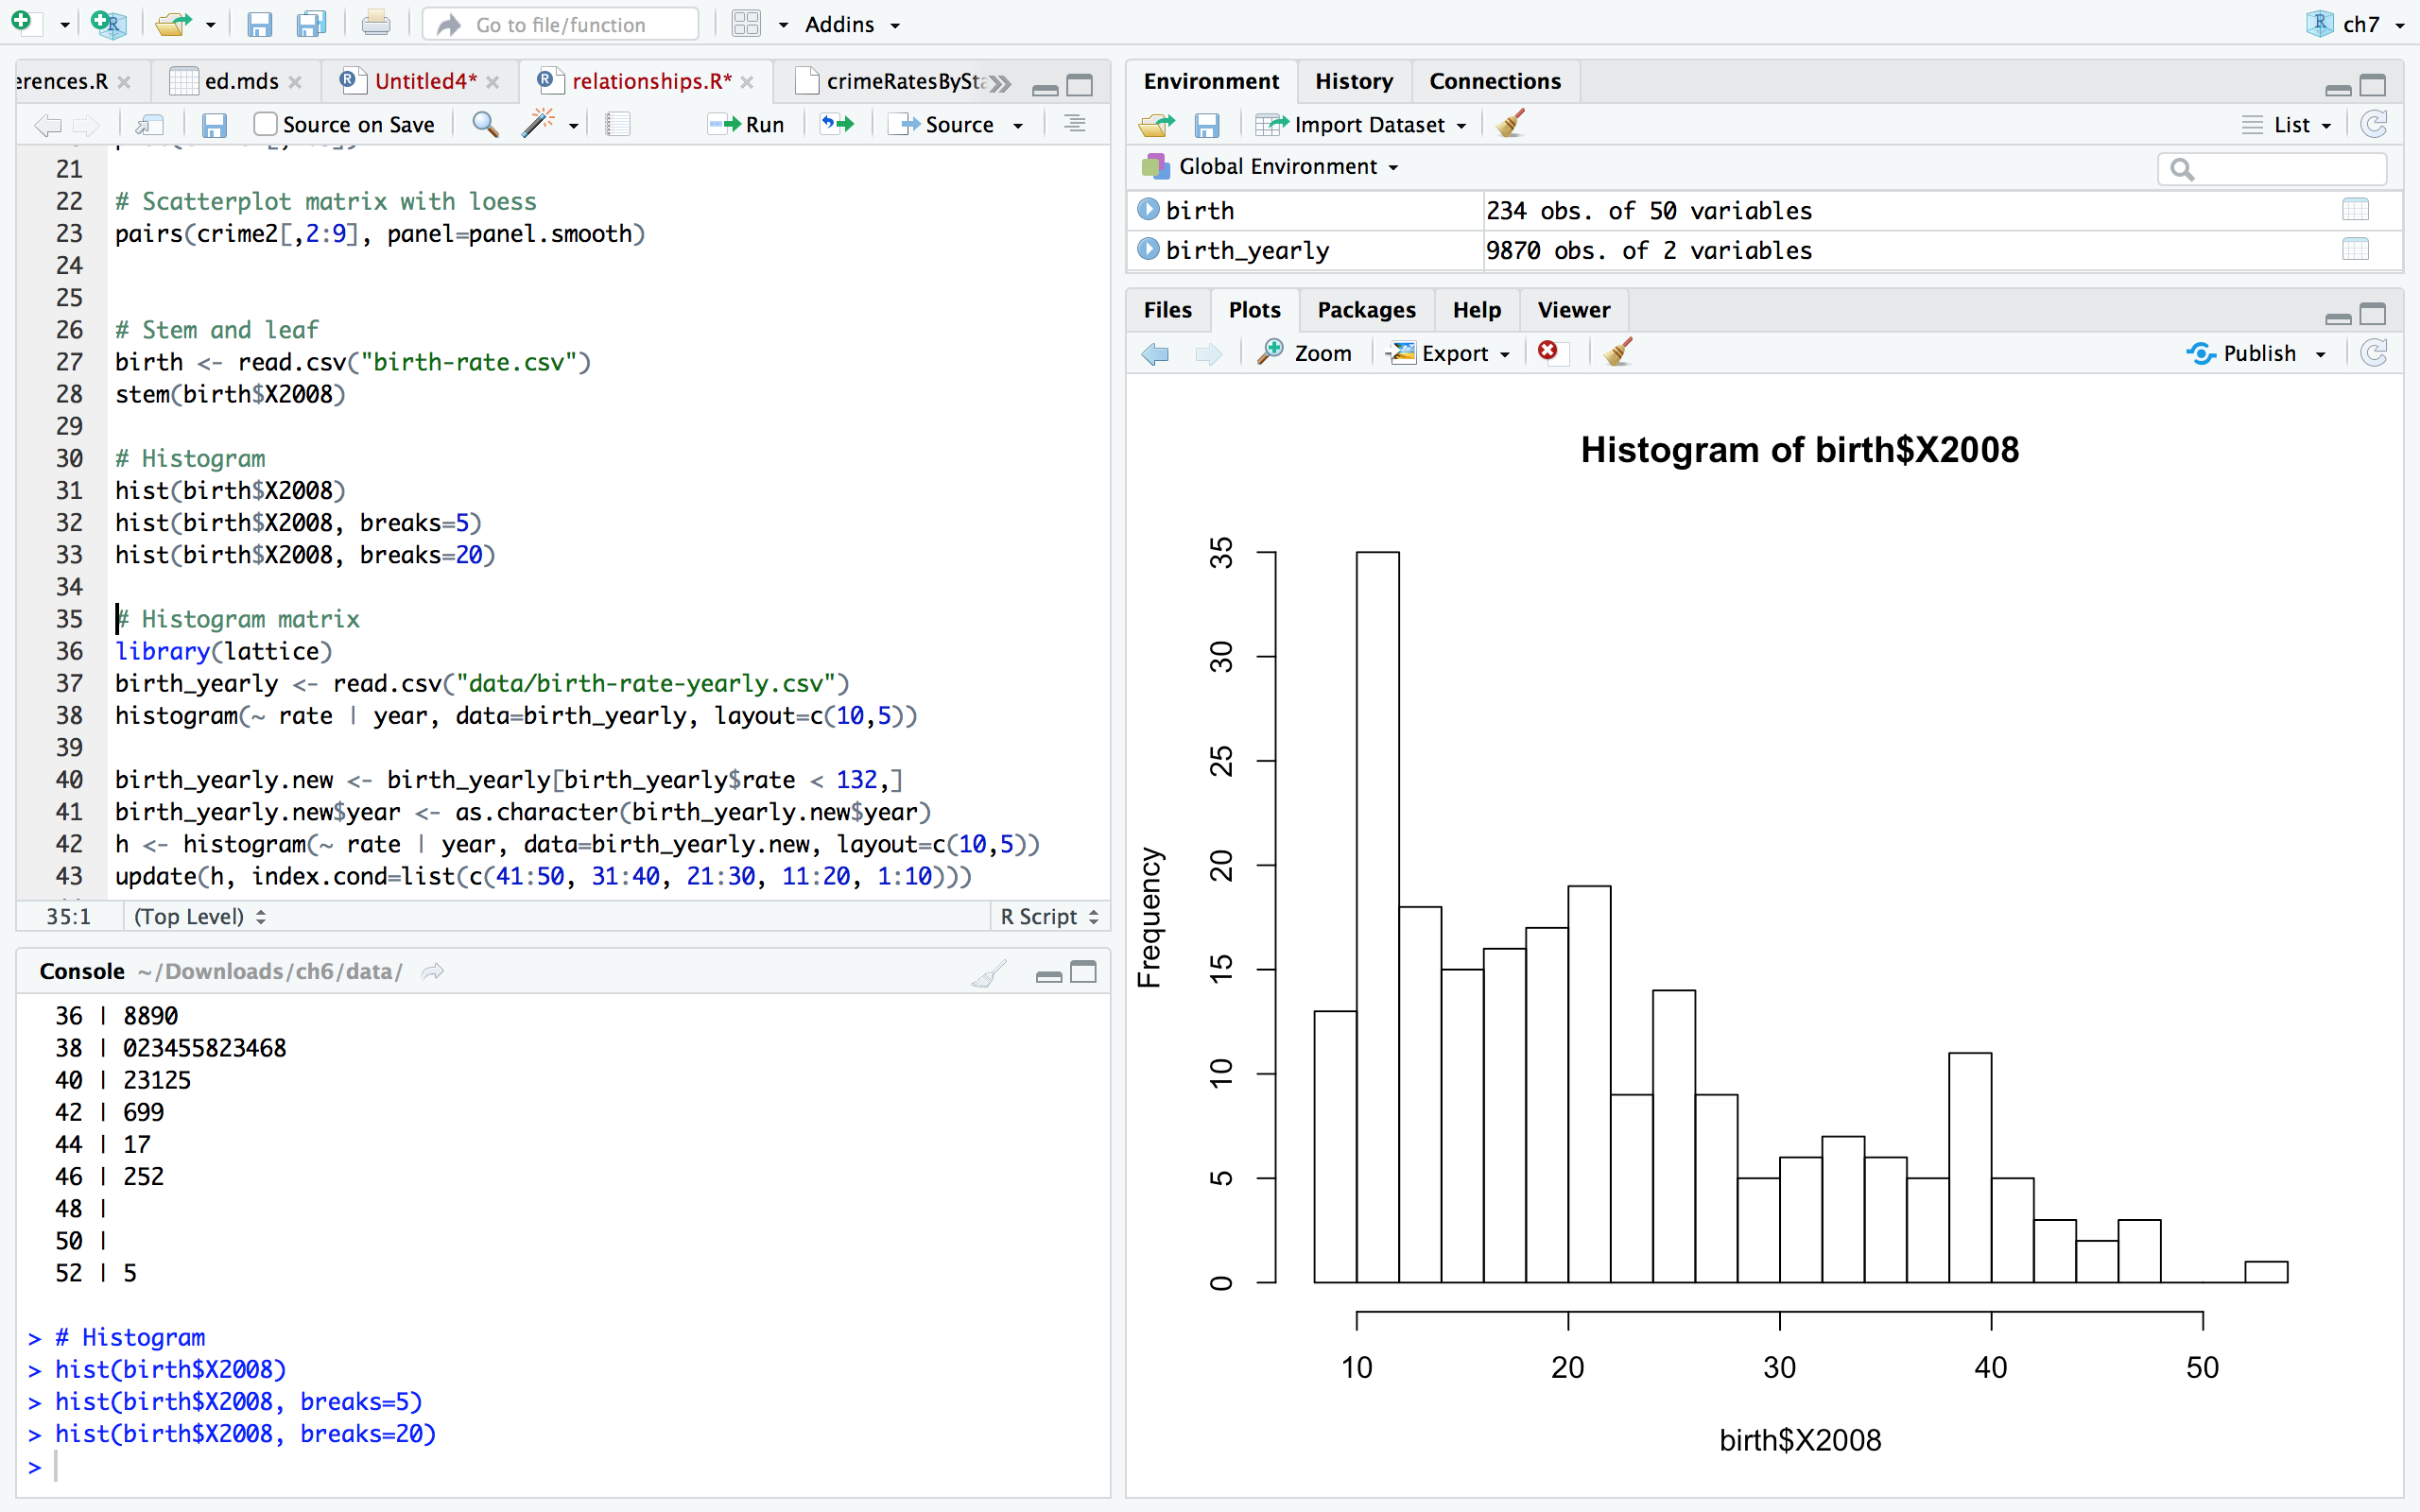 Go to file/function
Addins
ch7
erences.R
ed.mds
Untitled4*
relationships.R*
crimeRatesBySta
Source on Save
Run
Source
21
22 # Scatterplot matrix with loess
23 pairs(crime2[,2:9], panel=panel.smooth)
24
25
26 # Stem and leaf
27 birth <- read.csv("birth-rate.csv")
28 stem(birth$X2008)
29
30 # Histogram
31 hist(birth$X2008)
32 hist(birth$X2008, breaks=5)
33 hist(birth$X2008, breaks=20)
34
35 # Histogram matrix
36 library(lattice)
37 birth_yearly <- read.csv("data/birth-rate-yearly.csv")
38 histogram(~ rate | year, data=birth_yearly, layout=c(10,5))
39
40 birth_yearly.new <- birth_yearly[birth_yearly$rate < 132,]
41 birth_yearly.new$year <- as.character(birth_yearly.new$year)
42 h <- histogram(~ rate | year, data=birth_yearly.new, layout=c(10,5))
43 update(h, index.cond=list(c(41:50, 31:40, 21:30, 11:20, 1:10)))
35:1 (Top Level) R Script
Console ~/Downloads/ch6/data/
36 | 8890
38 | 023455823468
40 | 23125
42 | 699
44 | 17
46 | 252
48 |
50 |
52 | 5
> # Histogram
> hist(birth$X2008)
> hist(birth$X2008, breaks=5)
> hist(birth$X2008, breaks=20)
>
Environment History Connections
Import Dataset
List
Global Environment
birth 234 obs. of 50 variables
birth_yearly 9870 obs. of 2 variables
Files Plots Packages Help Viewer
Zoom Export Publish
Histogram of birth$X2008
Frequency
35
30
25
20
15
10
5
0
10 20 30 40 50
birth$X2008